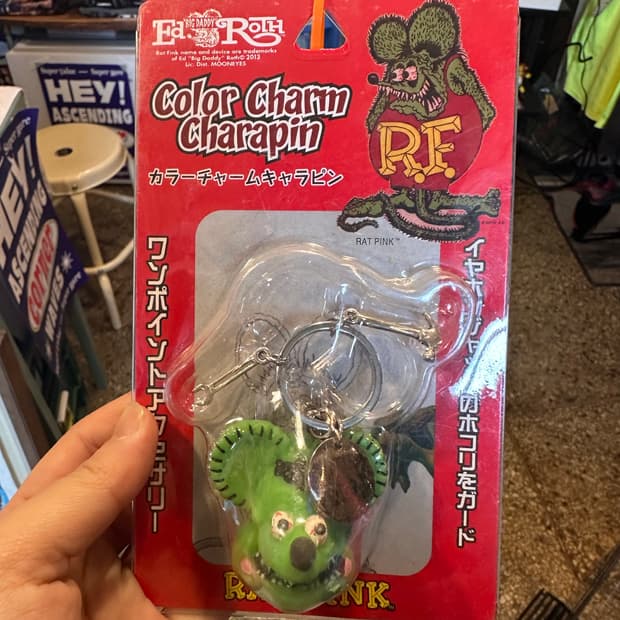 Ed. "BIG DADDY" ROTH®
Rat Fink name and device are trademarks
of Ed "Big Daddy" Roth© 2013
Lic: Dist. MOONEYES
Color Charm
Charapin
カラーチャームキャラピン
R.F.
RAT PINK™
ワンポイントアクセサリー
のホコリをガード
HEY!
ASCENDING
HEY!
ASCENDING